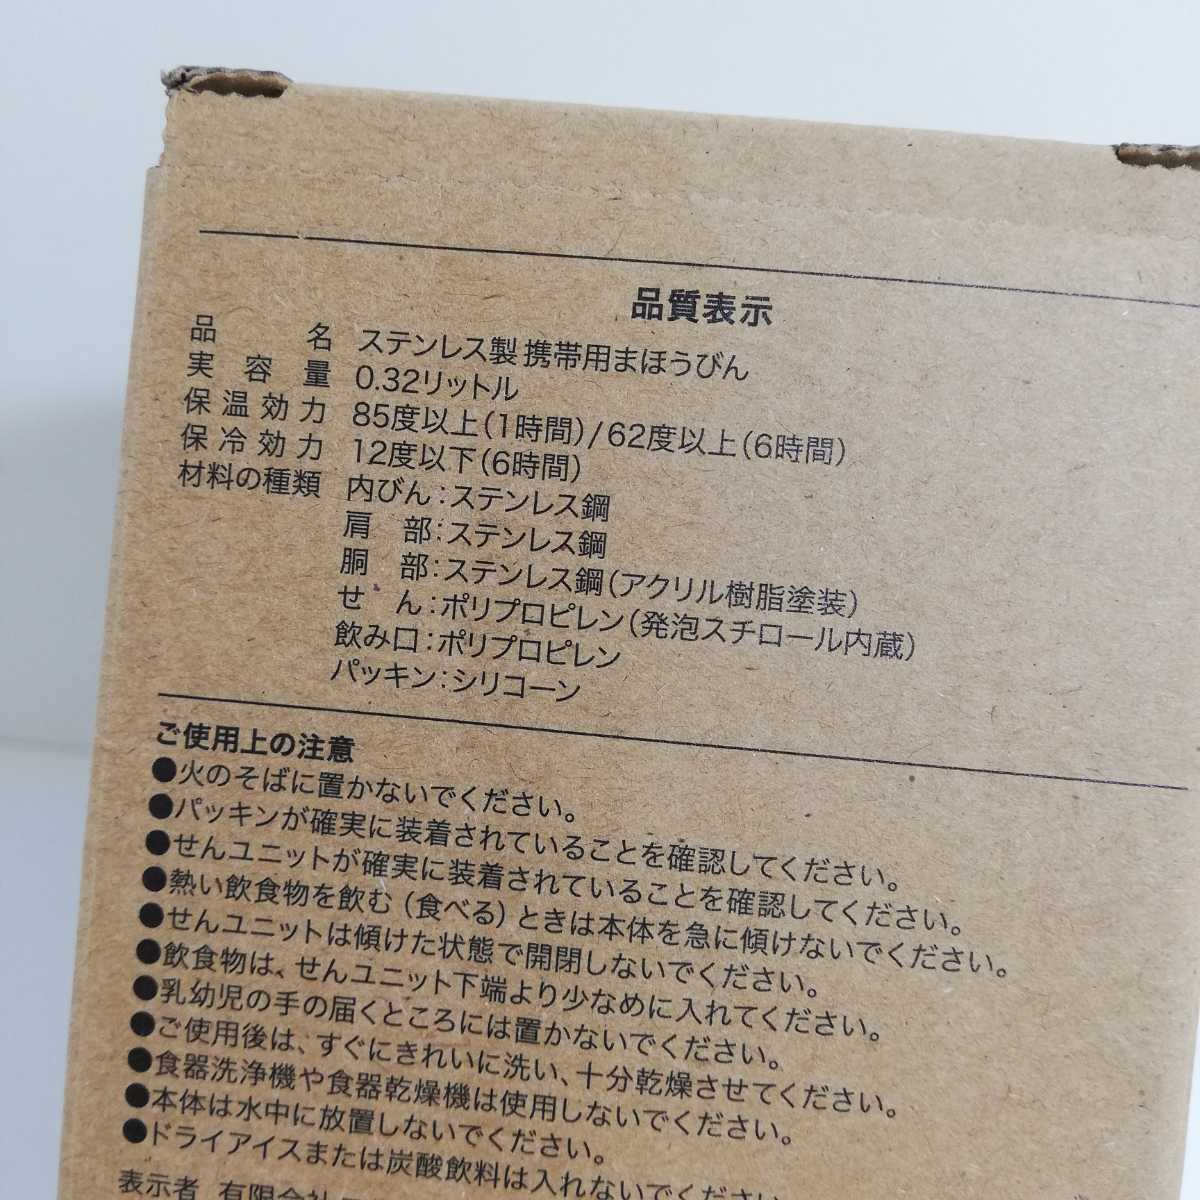 品質表示
品名 ステンレス製 携帯用まほうびん
実容量 0.32リットル
保温効力 85度以上(1時間)/62度以上(6時間)
保冷効力 12度以下(6時間)
材料の種類 内びん:ステンレス鋼
肩部:ステンレス鋼
胴部:ステンレス鋼(アクリル樹脂塗装)
せん:ポリプロピレン(発泡スチロール内蔵)
飲み口:ポリプロピレン
パッキン:シリコーン
ご使用上の注意
●火のそばに置かないでください。
●パッキンが確実に装着されていることを確認してください。
●せんユニットが確実に装着されていることを確認してください。
●熱い飲食物を飲む(食べる)ときは本体を急に傾けないでください。
●せんユニットは傾けた状態で開閉しないでください。
●飲食物は、せんユニット下端より少なめに入れてください。
●乳幼児の手の届くところには置かないでください。
●ご使用後は、すぐにきれいに洗い、十分乾燥させてください。
●食器洗浄機や食器乾燥機は使用しないでください。
●本体は水中に放置しないでください。
●ドライアイスまたは炭酸飲料は入れないでくださ
表示者 有限会社